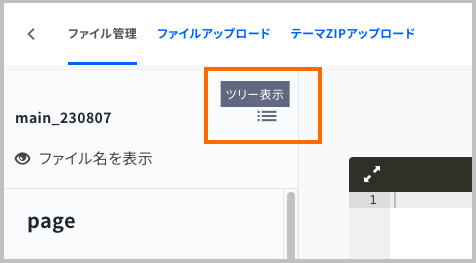 ファイル管理 ファイルアップロード テーマZIPアップロード
ツリー表示
main_230807
ファイル名を表示
page
1